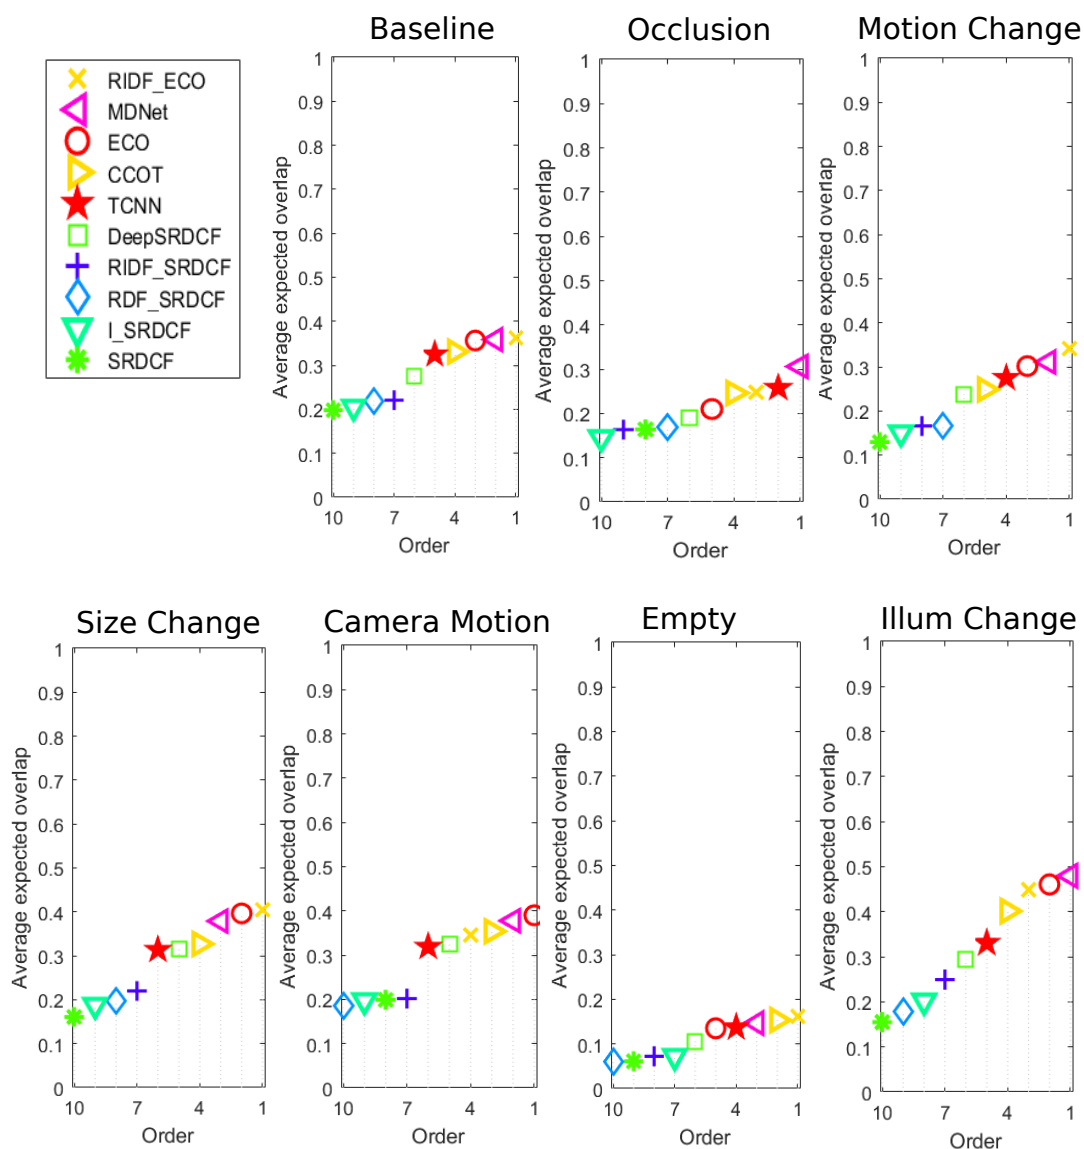 Baseline
Occlusion
Motion Change
RIDF_ECO
MDNet
ECO
CCOT
TCNN
DeepSRDCF
RIDF_SRDCF
RDF_SRDCF
I_SRDCF
SRDCF
Average expected overlap
1
0.9
0.8
0.7
0.6
0.5
0.4
0.3
0.2
0.1
0
10 7 4 1
Order
Average expected overlap
1
0.9
0.8
0.7
0.6
0.5
0.4
0.3
0.2
0.1
0
10 7 4 1
Order
Average expected overlap
1
0.9
0.8
0.7
0.6
0.5
0.4
0.3
0.2
0.1
0
10 7 4 1
Order
Size Change
Camera Motion
Empty
Illum Change
Average expected overlap
1
0.9
0.8
0.7
0.6
0.5
0.4
0.3
0.2
0.1
0
10 7 4 1
Order
Average expected overlap
1
0.9
0.8
0.7
0.6
0.5
0.4
0.3
0.2
0.1
0
10 7 4 1
Order
Average expected overlap
1
0.9
0.8
0.7
0.6
0.5
0.4
0.3
0.2
0.1
0
10 7 4 1
Order
Average expected overlap
1
0.9
0.8
0.7
0.6
0.5
0.4
0.3
0.2
0.1
0
10 7 4 1
Order